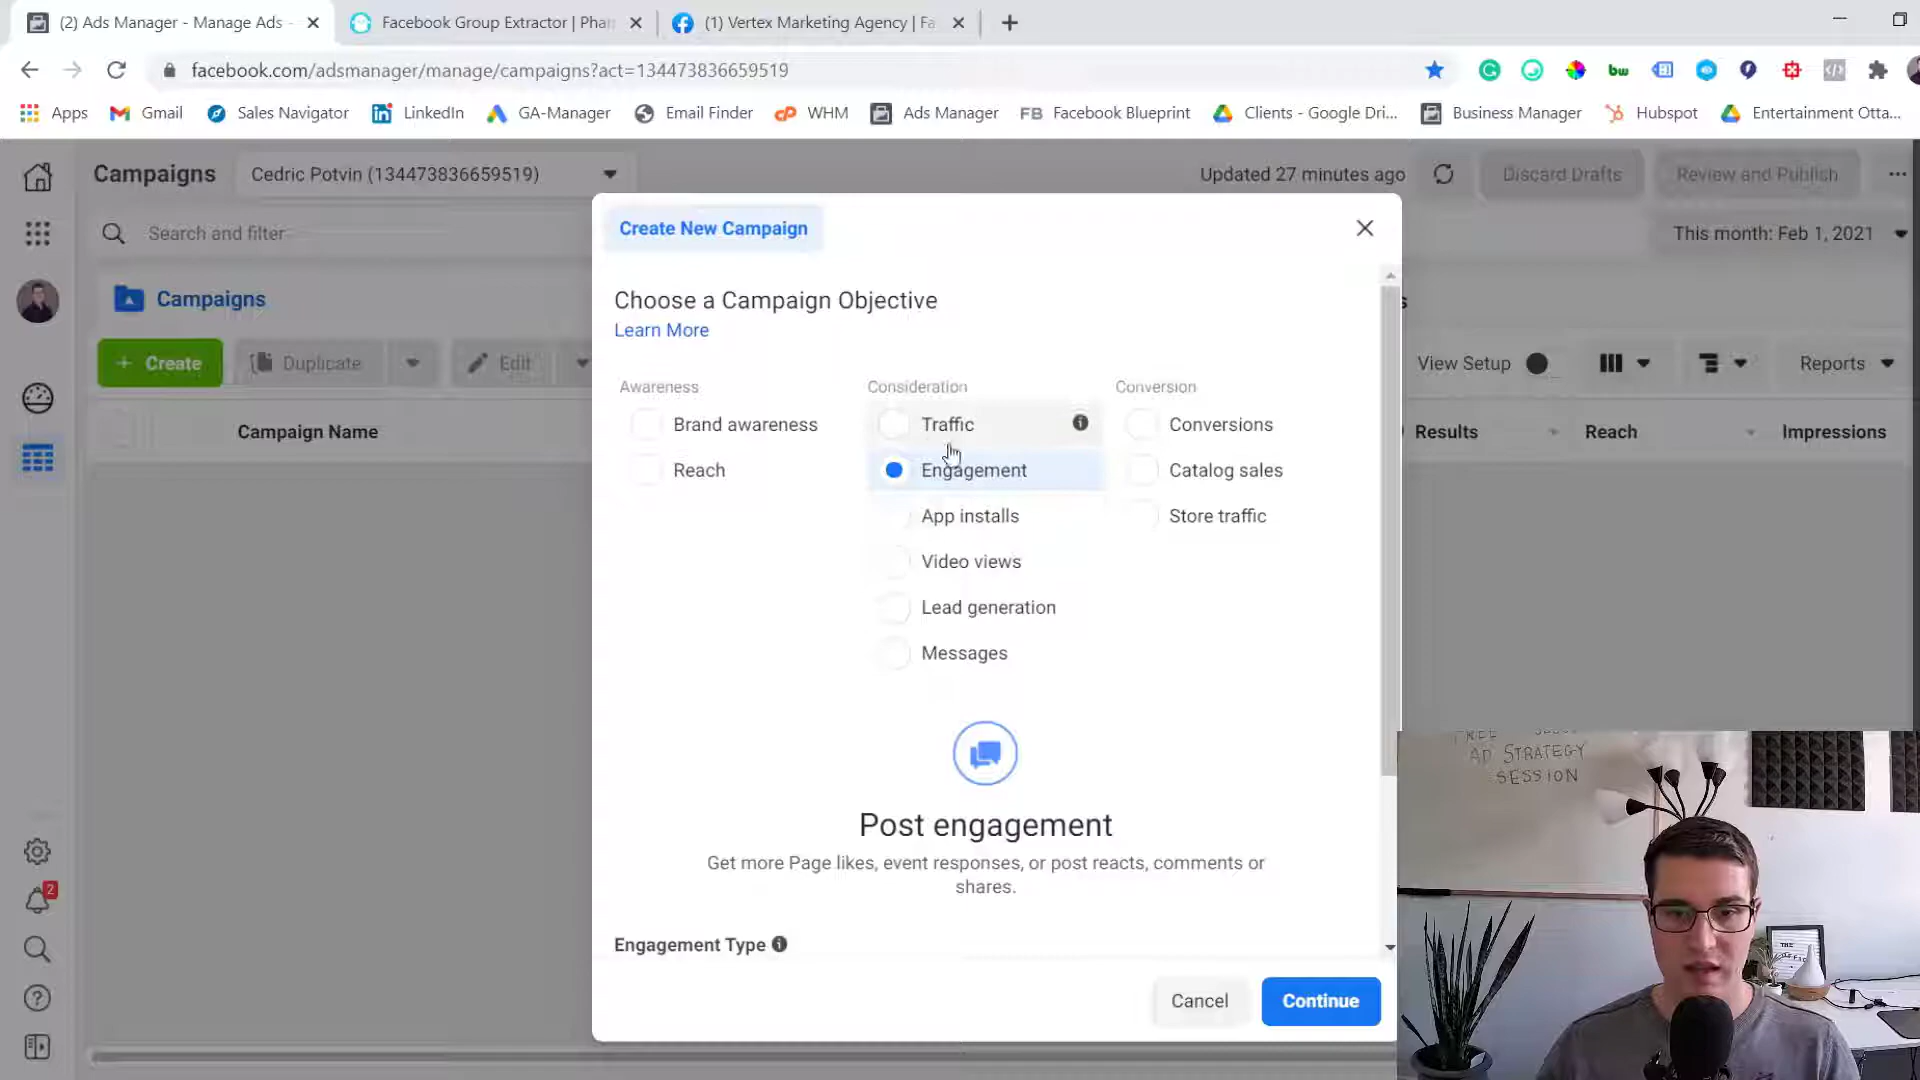 (2) Ads Manager - Manage Ads -
Facebook Group Extractor | Phan
(1) Vertex Marketing Agency | Fa
facebook.com/adsmanager/manage/campaigns?act=134473836659519
bw
Apps
Gmail
Sales Navigator
LinkedIn
GA-Manager
Email Finder
WHM
Ads Manager
FB Facebook Blueprint
Clients - Google Dri...
Business Manager
Hubspot
Entertainment Otta...
Campaigns
Cedric Potvin (134473836659519)
Updated 27 minutes ago
Discard Drafts
Review and Publish
Search and filter
This month: Feb 1, 2021
Campaigns
+ Create
Duplicate
Edit
View Setup
Reports
Campaign Name
Results
Reach
Impressions
Create New Campaign
Choose a Campaign Objective
Learn More
Awareness
Brand awareness
Reach
Consideration
Traffic
Engagement
App installs
Video views
Lead generation
Messages
Conversion
Conversions
Catalog sales
Store traffic
Post engagement
Get more Page likes, event responses, or post reacts, comments or
shares.
Engagement Type
Cancel
Continue
2
FREE
AD STRATEGY
SESSION
THE